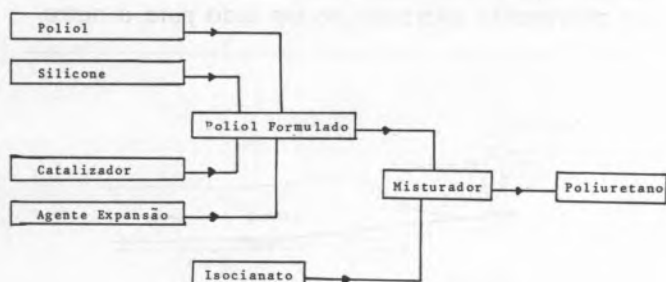 Poliol
Silicone
Poliol Formulado
Catalizador
Misturador
Poliuretano
Agente Expansão
Isocianato